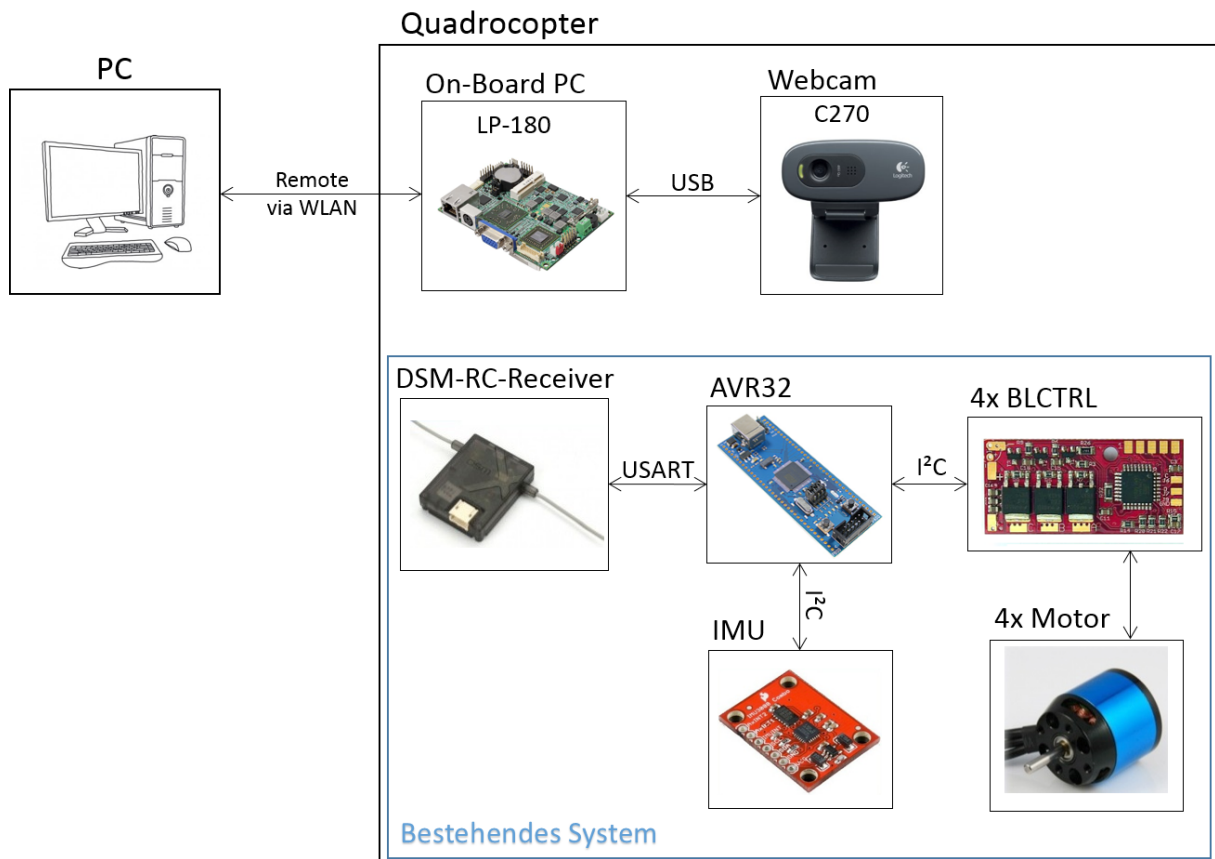 Quadrocopter
PC
On-Board PC
Webcam
LP-180
C270
Logitech
Remote
via WLAN
USB
DSM-RC-Receiver
AVR32
4x BLCTRL
USART
I²C
I²C
IMU
4x Motor
Bestehendes System